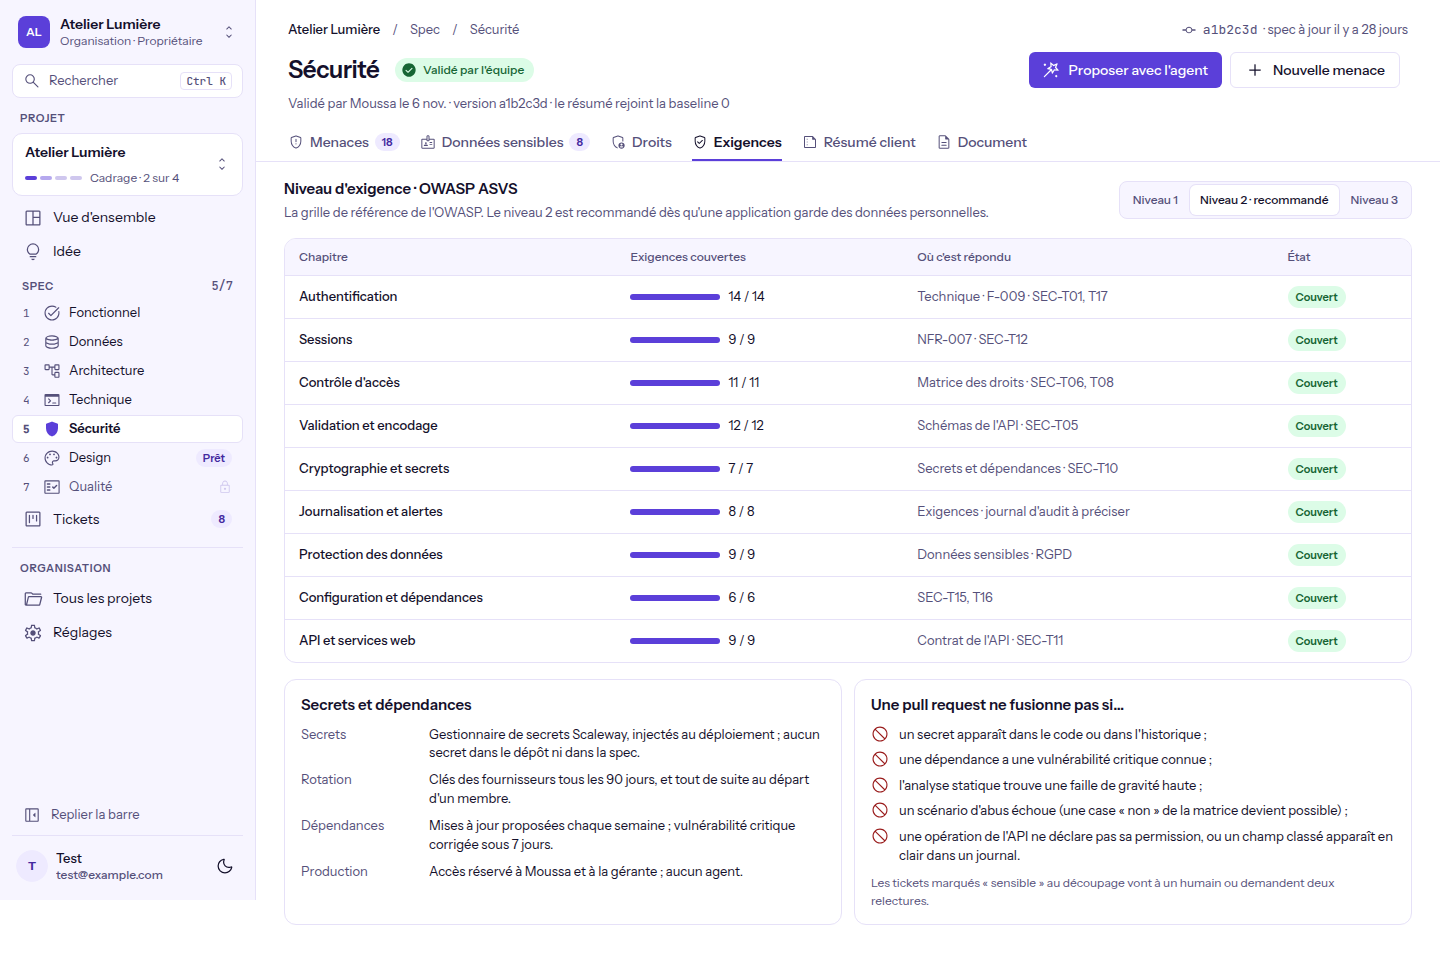 AL
Atelier Lumière
Organisation · Propriétaire
Rechercher
Ctrl K
PROJET
Atelier Lumière
Cadrage · 2 sur 4
Vue d'ensemble
Idée
SPEC 5/7
1 Fonctionnel
2 Données
3 Architecture
4 Technique
5 Sécurité
6 Design Prêt
7 Qualité
Tickets 8
ORGANISATION
Tous les projets
Réglages
Replier la barre
T
Test
test@example.com
Atelier Lumière / Spec / Sécurité
a1b2c3d · spec à jour il y a 28 jours
Sécurité
Validé par l'équipe
Proposer avec l'agent
Nouvelle menace
Validé par Moussa le 6 nov. · version a1b2c3d · le résumé rejoint la baseline 0
Menaces 18 Données sensibles 8 Droits Exigences Résumé client Document
Niveau d'exigence · OWASP ASVS
La grille de référence de l'OWASP. Le niveau 2 est recommandé dès qu'une application garde des données personnelles.
Niveau 1 Niveau 2 · recommandé Niveau 3
Chapitre Exigences couvertes Où c'est répondu État
Authentification 14 / 14 Technique · F-009 · SEC-T01, T17 Couvert
Sessions 9 / 9 NFR-007 · SEC-T12 Couvert
Contrôle d'accès 11 / 11 Matrice des droits · SEC-T06, T08 Couvert
Validation et encodage 12 / 12 Schémas de l'API · SEC-T05 Couvert
Cryptographie et secrets 7 / 7 Secrets et dépendances · SEC-T10 Couvert
Journalisation et alertes 8 / 8 Exigences · journal d'audit à préciser Couvert
Protection des données 9 / 9 Données sensibles · RGPD Couvert
Configuration et dépendances 6 / 6 SEC-T15, T16 Couvert
API et services web 9 / 9 Contrat de l'API · SEC-T11 Couvert
Secrets et dépendances
Secrets Gestionnaire de secrets Scaleway, injectés au déploiement ; aucun
secret dans le dépôt ni dans la spec.
Rotation Clés des fournisseurs tous les 90 jours, et tout de suite au départ
d'un membre.
Dépendances Mises à jour proposées chaque semaine ; vulnérabilité critique
corrigée sous 7 jours.
Production Accès réservé à Moussa et à la gérante ; aucun agent.
Une pull request ne fusionne pas si…
un secret apparaît dans le code ou dans l'historique ;
une dépendance a une vulnérabilité critique connue ;
l'analyse statique trouve une faille de gravité haute ;
un scénario d'abus échoue (une case « non » de la matrice devient possible) ;
une opération de l'API ne déclare pas sa permission, ou un champ classé apparaît en
clair dans un journal.
Les tickets marqués « sensible » au découpage vont à un humain ou demandent deux
relectures.